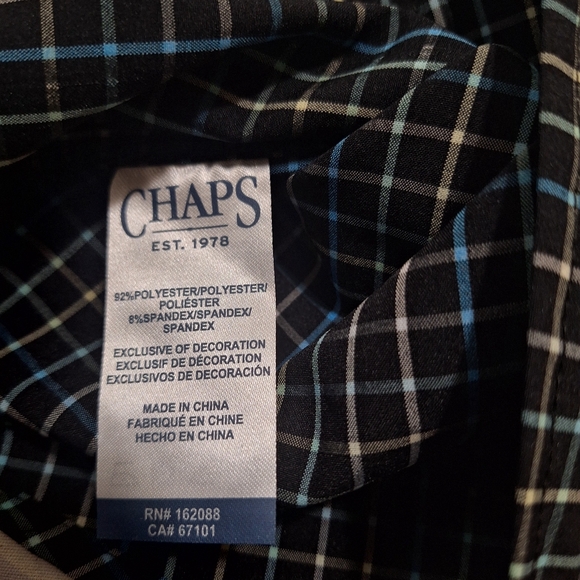 CHAPS
EST. 1978
92%POLYESTER/POLYESTER/
POLIÉSTER
8%SPANDEX/SPANDEX/
SPANDEX
EXCLUSIVE OF DECORATION
EXCLUSIF DE DÉCORATION
EXCLUSIVOS DE DECORACIÓN
MADE IN CHINA
FABRIQUÉ EN CHINE
HECHO EN CHINA
RN# 162088
CA# 67101